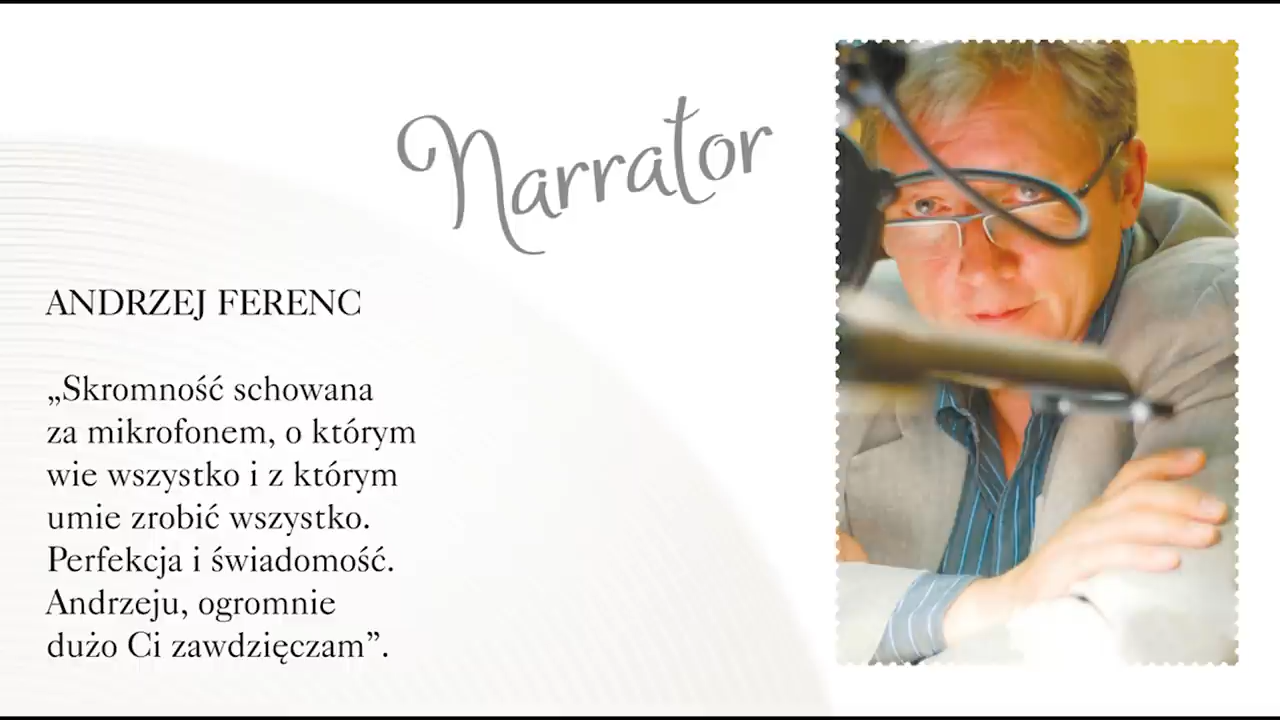 Narrator
ANDRZEJ FERENC
„Skromność schowana
za mikrofonem, o którym
wie wszystko i z którym
umie zrobić wszystko.
Perfekcja i świadomość.
Andrzeju, ogromnie
dużo Ci zawdzięczam”.